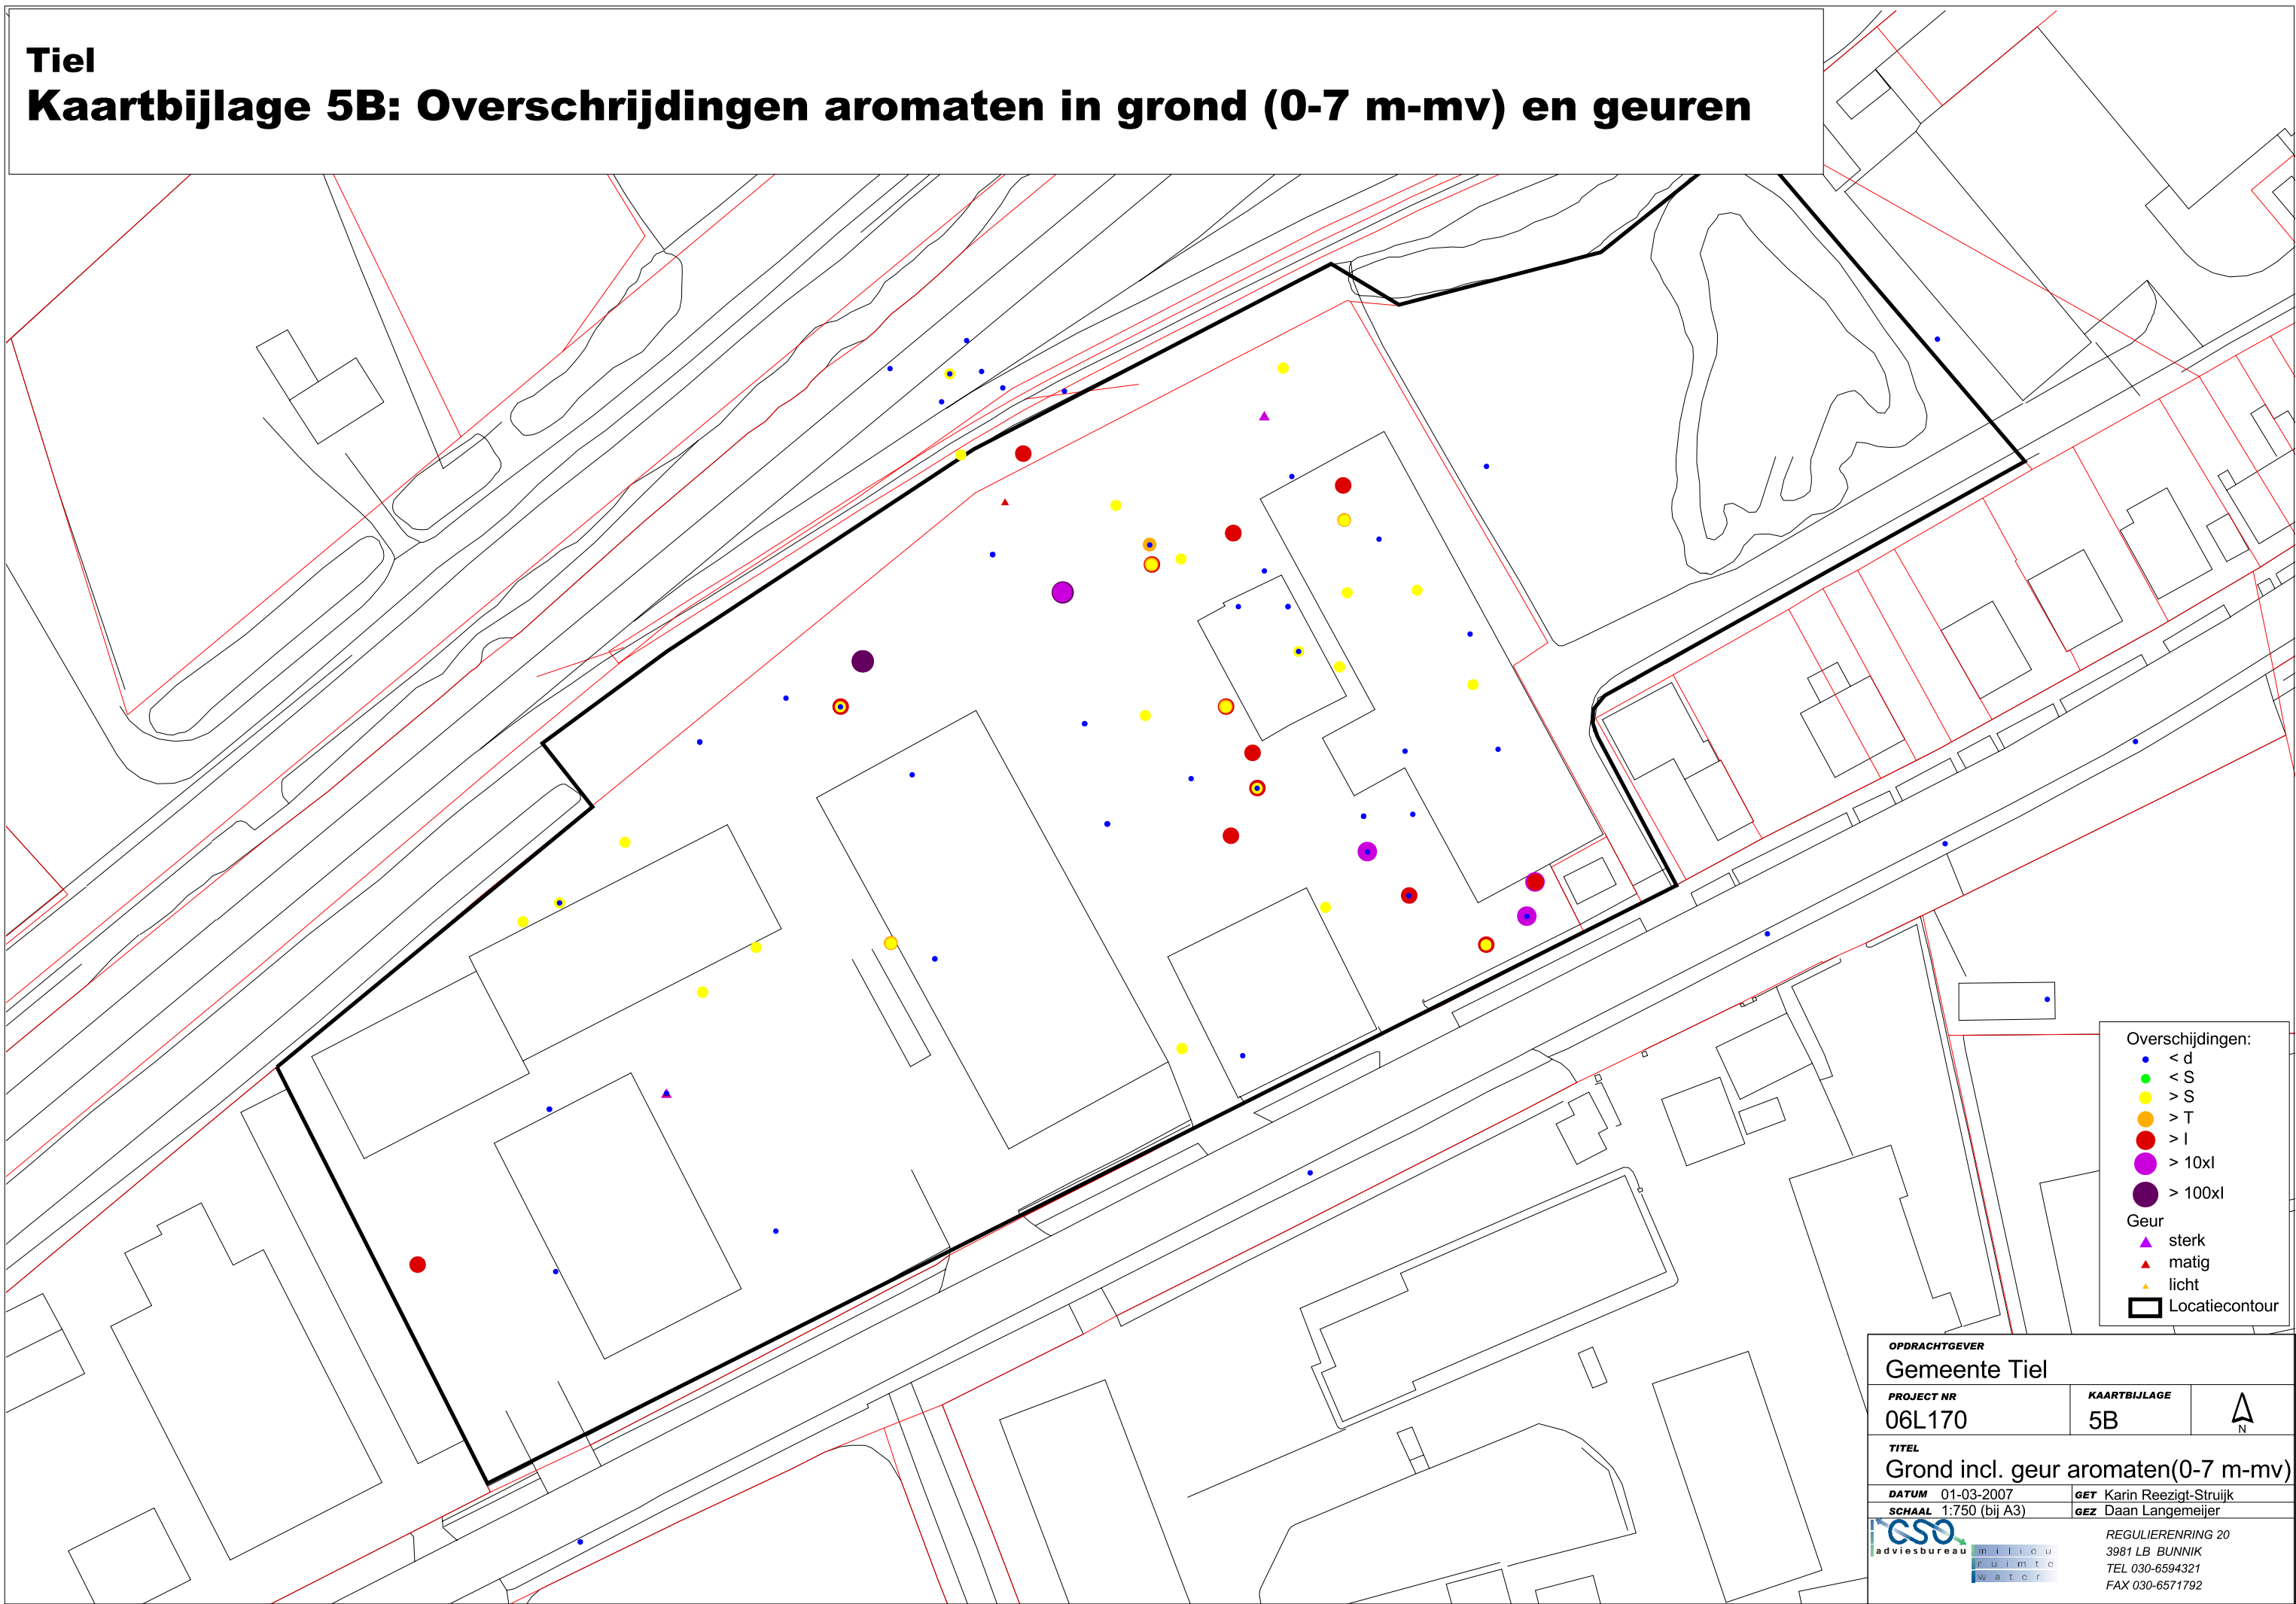 Tiel
Kaartbijlage 5B: Overschrijdingen aromaten in grond (0-7 m-mv) en geuren
Overschijdingen:
< d
< S
> S
> T
> I
> 10xI
> 100xI
Geur
sterk
matig
licht
Locatiecontour
OPDRACHTGEVER
Gemeente Tiel
PROJECT NR
06L170
KAARTBIJLAGE
5B
N
TITEL
Grond incl. geur aromaten(0-7 m-mv)
DATUM 01-03-2007
GET Karin Reezigt-Struijk
SCHAAL 1:750 (bij A3)
GEZ Daan Langemeijer
CSO
adviesbureau
milieu
ruimte
water
REGULIERENRING 20
3981 LB BUNNIK
TEL 030-6594321
FAX 030-6571792